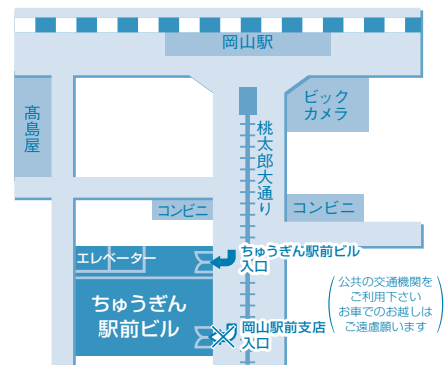 岡山駅
髙島屋
ビック
カメラ
桃太郎大通り
コンビニ
コンビニ
エレベーター
ちゅうぎん駅前ビル
入口
ちゅうぎん
駅前ビル
岡山駅前支店
入口
公共の交通機関を
ご利用下さい
お車でのお越しは
ご遠慮願います